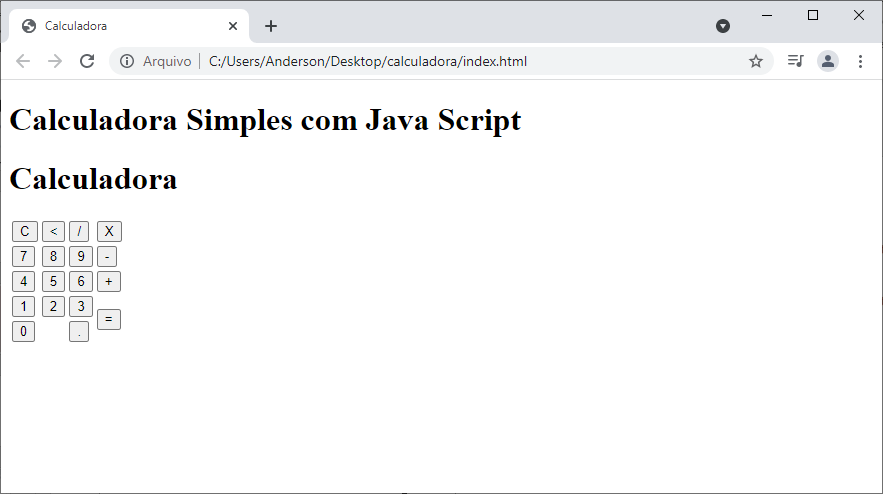 Calculadora
Arquivo | C:/Users/Anderson/Desktop/calculadora/index.html
Calculadora Simples com Java Script
Calculadora
C < / X
7 8 9 -
4 5 6 +
1 2 3 =
0 .